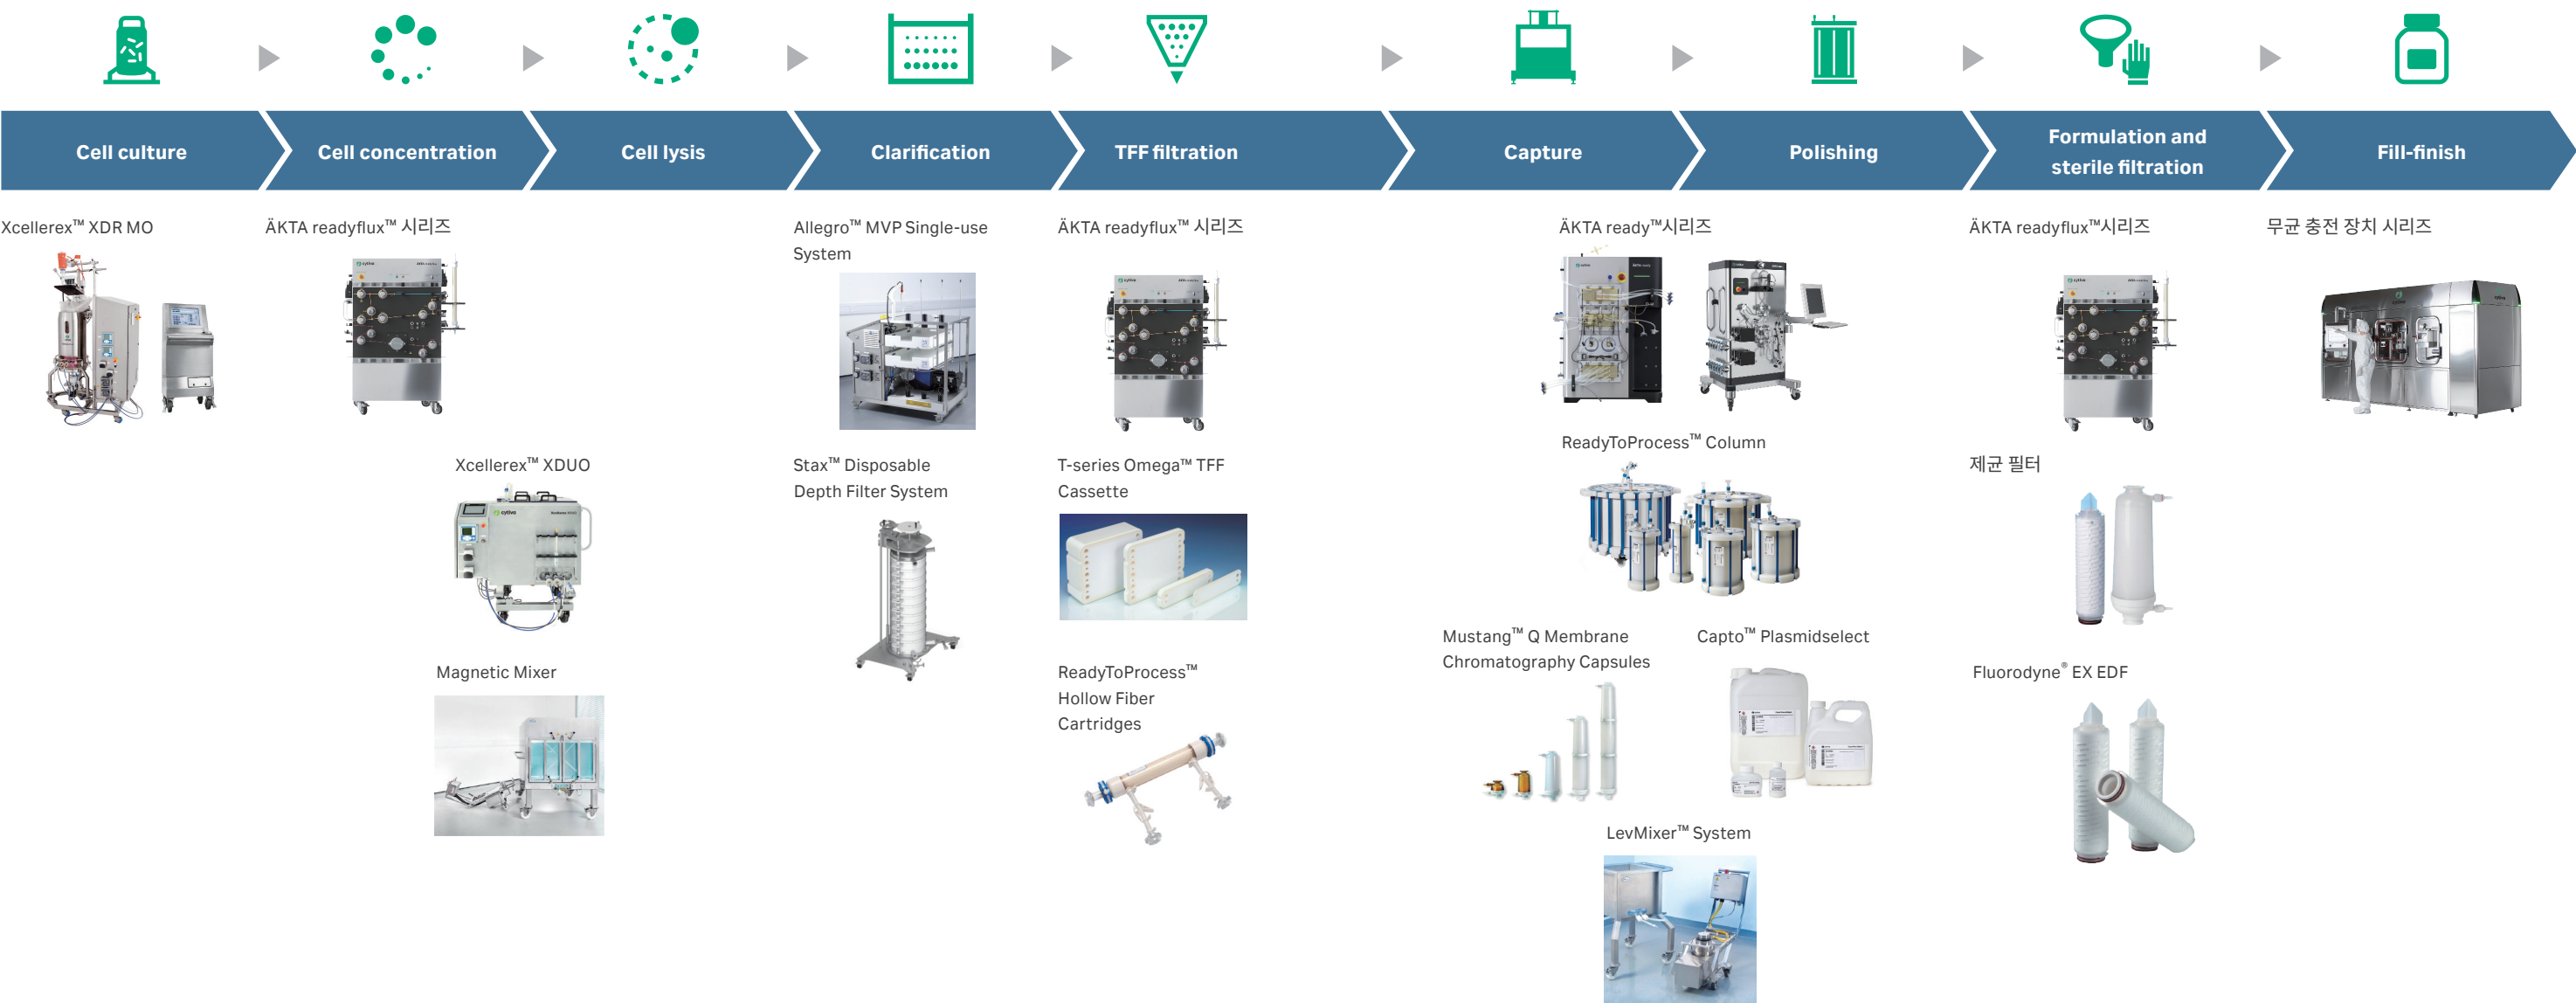 Cell culture
Cell concentration
Cell lysis
Clarification
TFF filtration
Capture
Polishing
Formulation and
sterile filtration
Fill-finish
Xcellerex™ XDR MO
ÄKTA readyflux™ 시리즈
Allegro™ MVP Single-use
System
ÄKTA readyflux™ 시리즈
ÄKTA ready™시리즈
ÄKTA readyflux™시리즈
무균 충전 장치 시리즈
ReadyToProcess™ Column
Xcellerex™ XDUO
Stax™ Disposable
Depth Filter System
T-series Omega™ TFF
Cassette
제균 필터
Mustang™ Q Membrane
Chromatography Capsules
Capto™ Plasmidselect
Magnetic Mixer
ReadyToProcess™
Hollow Fiber
Cartridges
Fluorodyne® EX EDF
LevMixer™ System